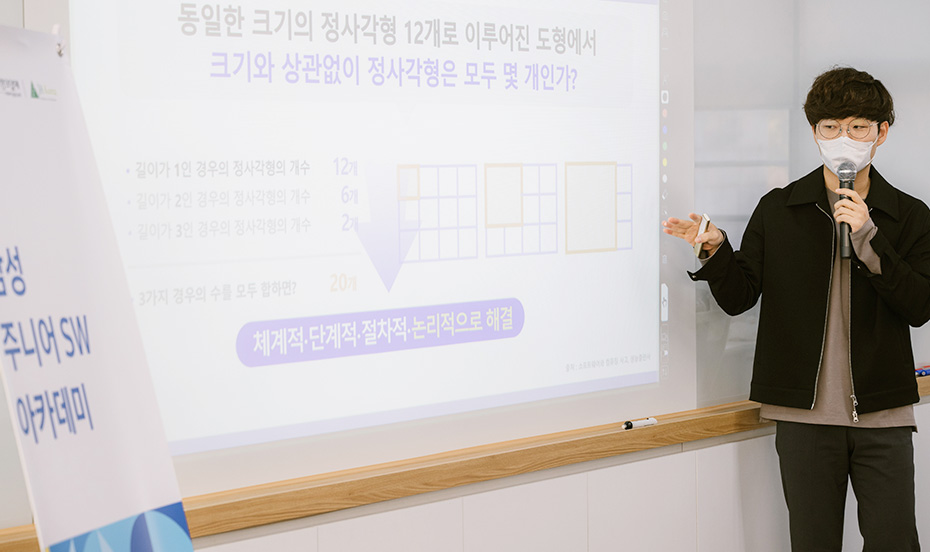 동일한 크기의 정사각형 12개로 이루어진 도형에서
크기와 상관없이 정사각형은 모두 몇 개인가?
• 길이가 1인 경우의 정사각형의 개수 12개
• 길이가 2인 경우의 정사각형의 개수 6개
• 길이가 3인 경우의 정사각형의 개수 2개
• 3가지 경우의 수를 모두 합하면? 20개
체계적·단계적·절차적·논리적으로 해결
주니어 SW
아카데미